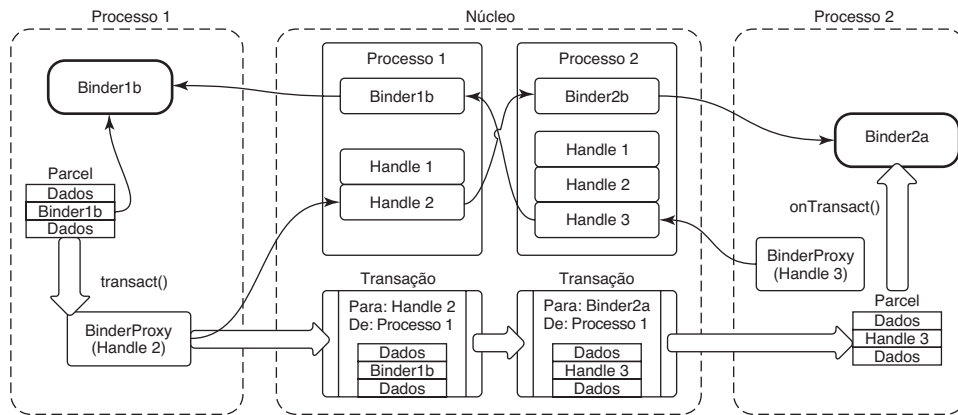 Processo 1
Binder1b
Parcel
Dados
Binder1b
Dados
transact()
BinderProxy
(Handle 2)
Núcleo
Processo 1
Binder1b
Handle 1
Handle 2
Processo 2
Binder2b
Handle 1
Handle 2
Handle 3
Transação
Para: Handle 2
De: Processo 1
Dados
Binder1b
Dados
Transação
Para: Binder2a
De: Processo 1
Dados
Handle 3
Dados
Processo 2
Binder2a
onTransact()
BinderProxy
(Handle 3)
Parcel
Dados
Handle 3
Dados